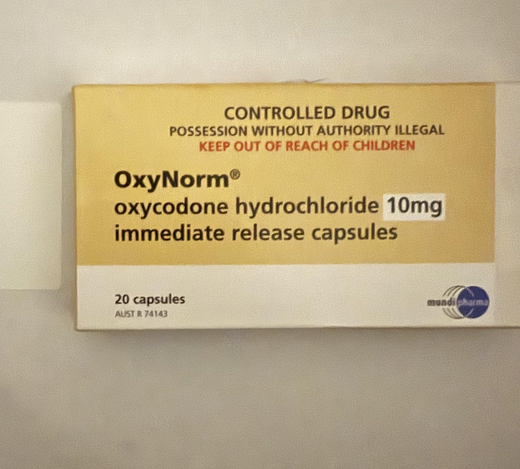 CONTROLLED DRUG
POSSESSION WITHOUT AUTHORITY ILLEGAL
KEEP OUT OF REACH OF CHILDREN
OxyNorm®
oxycodone hydrochloride 10mg
immediate release capsules
20 capsules
AUST R 74143
mundipharma